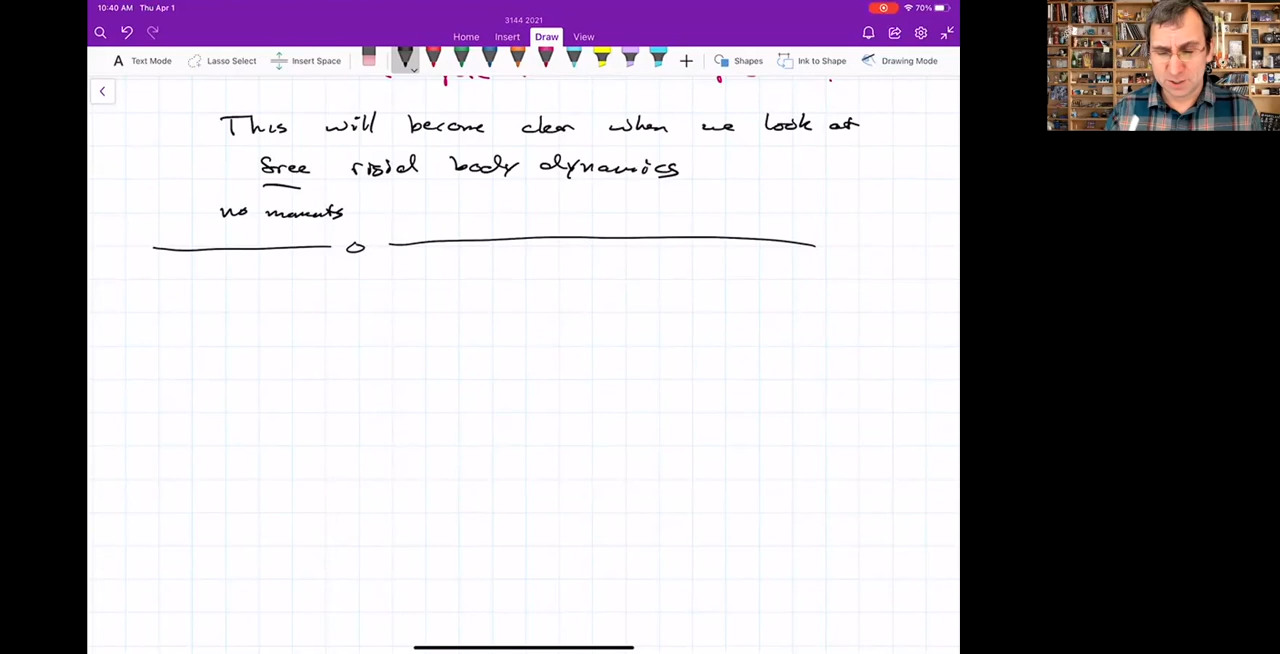 10:40 AM Thu Apr 1
70%
3144 2021
Home Insert Draw View
Text Mode Lasso Select Insert Space Shapes Ink to Shape Drawing Mode
This will become clear when we look at
free rigid body dynamics
no moments